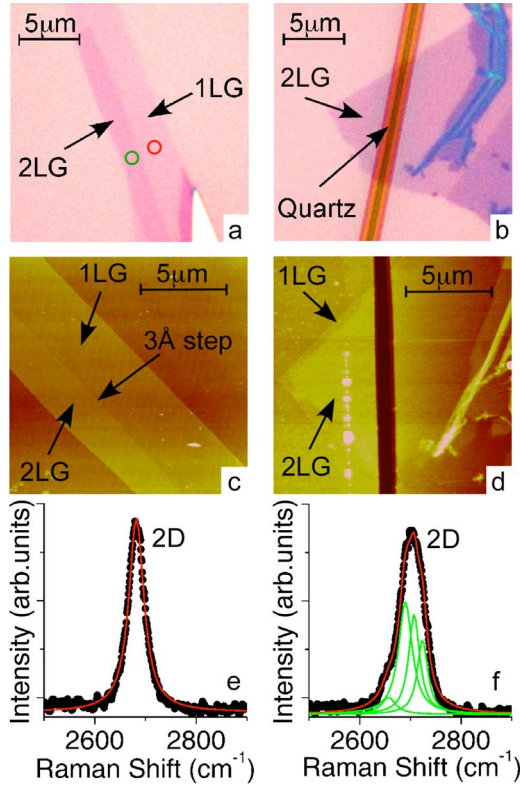 5μm
1LG
2LG
a
5μm
2LG
Quartz
b
1LG
5μm
3Å step
2LG
c
1LG
5μm
2LG
d
Intensity (arb.units)
2D
e
2600 2800
Raman Shift (cm⁻¹)
Intensity (arb.units)
2D
f
2600 2800
Raman Shift (cm⁻¹)